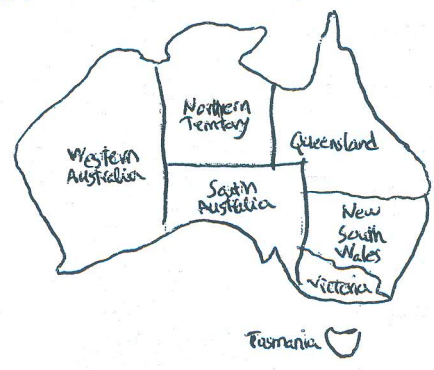 Northern
Territory
Western
Australia
Queensland
South
Australia
New
South
Wales
Victoria
Tasmania